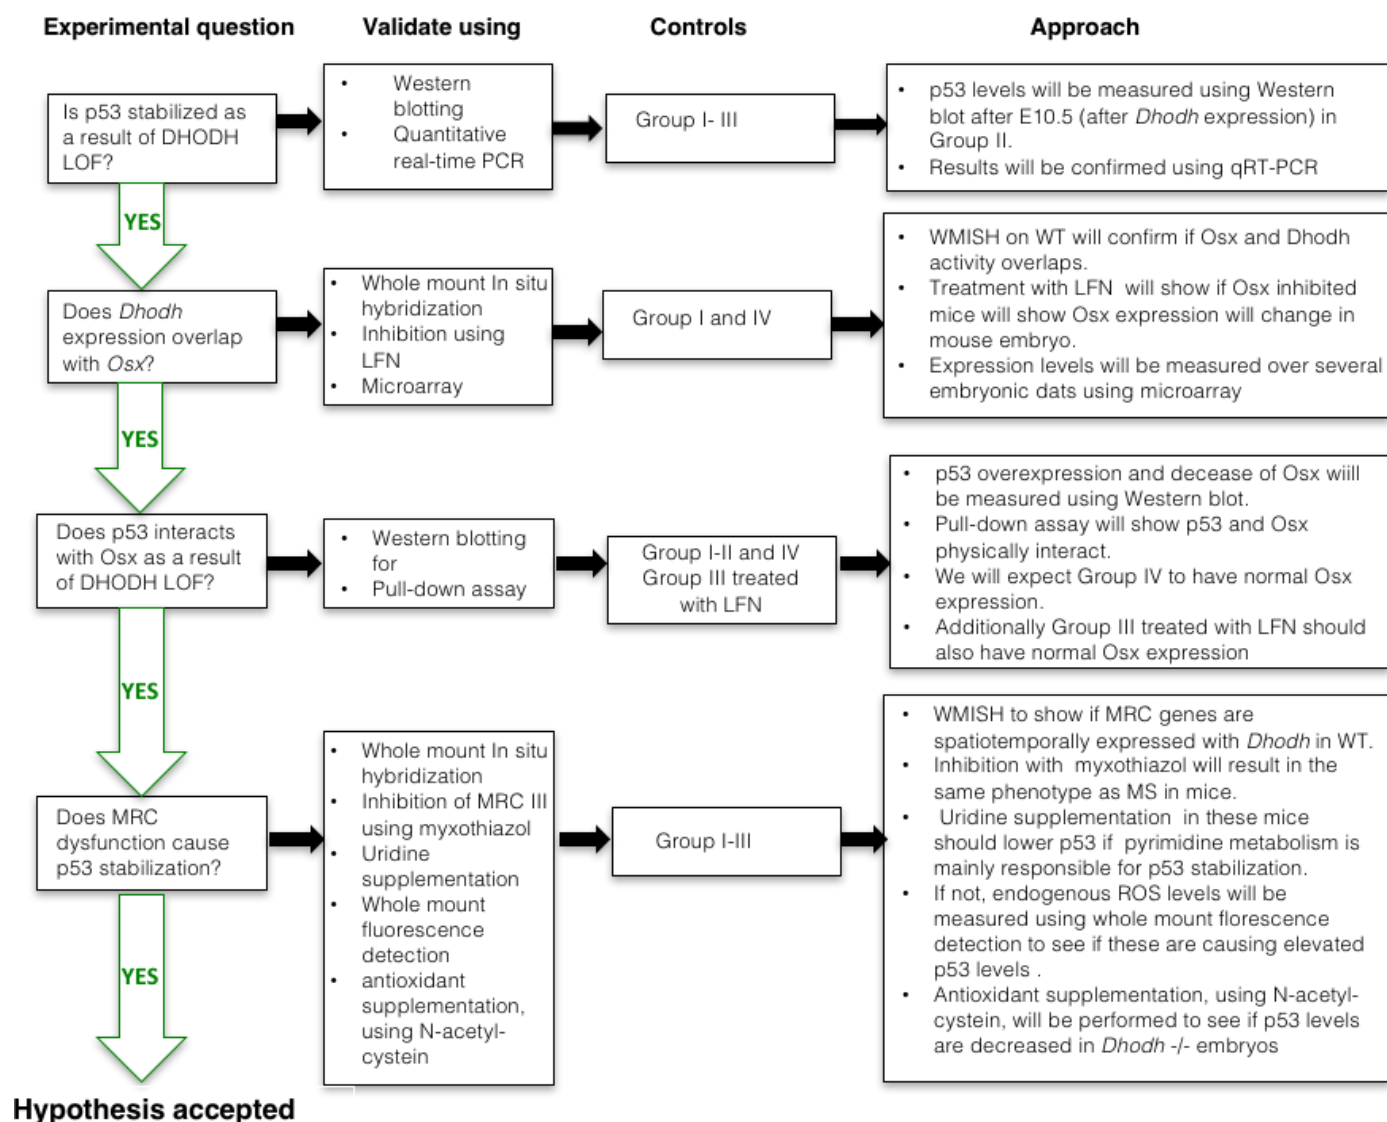 Experimental question
Validate using
Controls
Approach
Is p53 stabilized as
a result of DHODH
LOF?
• Western
blotting
• Quantitative
real-time PCR
Group I- III
• p53 levels will be measured using Western
blot after E10.5 (after Dhodh expression) in
Group II.
• Results will be confirmed using qRT-PCR
YES
Does Dhodh
expression overlap
with Osx?
• Whole mount In situ
hybridization
• Inhibition using
LFN
• Microarray
Group I and IV
• WMISH on WT will confirm if Osx and Dhodh
activity overlaps.
• Treatment with LFN will show if Osx inhibited
mice will show Osx expression will change in
mouse embryo.
• Expression levels will be measured over several
embryonic dats using microarray
YES
Does p53 interacts
with Osx as a result
of DHODH LOF?
• Western blotting
for
• Pull-down assay
Group I-II and IV
Group III treated
with LFN
• p53 overexpression and decease of Osx wiill
be measured using Western blot.
• Pull-down assay will show p53 and Osx
physically interact.
• We will expect Group IV to have normal Osx
expression.
• Additionally Group III treated with LFN should
also have normal Osx expression
YES
Does MRC
dysfunction cause
p53 stabilization?
• Whole mount In situ
hybridization
• Inhibition of MRC III
using myxothiazol
• Uridine
supplementation
• Whole mount
fluorescence
detection
• antioxidant
supplementation,
using N-acetyl-
cystein
Group I-III
• WMISH to show if MRC genes are
spatiotemporally expressed with Dhodh in WT.
• Inhibition with myxothiazol will result in the
same phenotype as MS in mice.
• Uridine supplementation in these mice
should lower p53 if pyrimidine metabolism is
mainly responsible for p53 stabilization.
• If not, endogenous ROS levels will be
measured using whole mount florescence
detection to see if these are causing elevated
p53 levels .
• Antioxidant supplementation, using N-acetyl-
cystein, will be performed to see if p53 levels
are decreased in Dhodh -/- embryos
YES
Hypothesis accepted